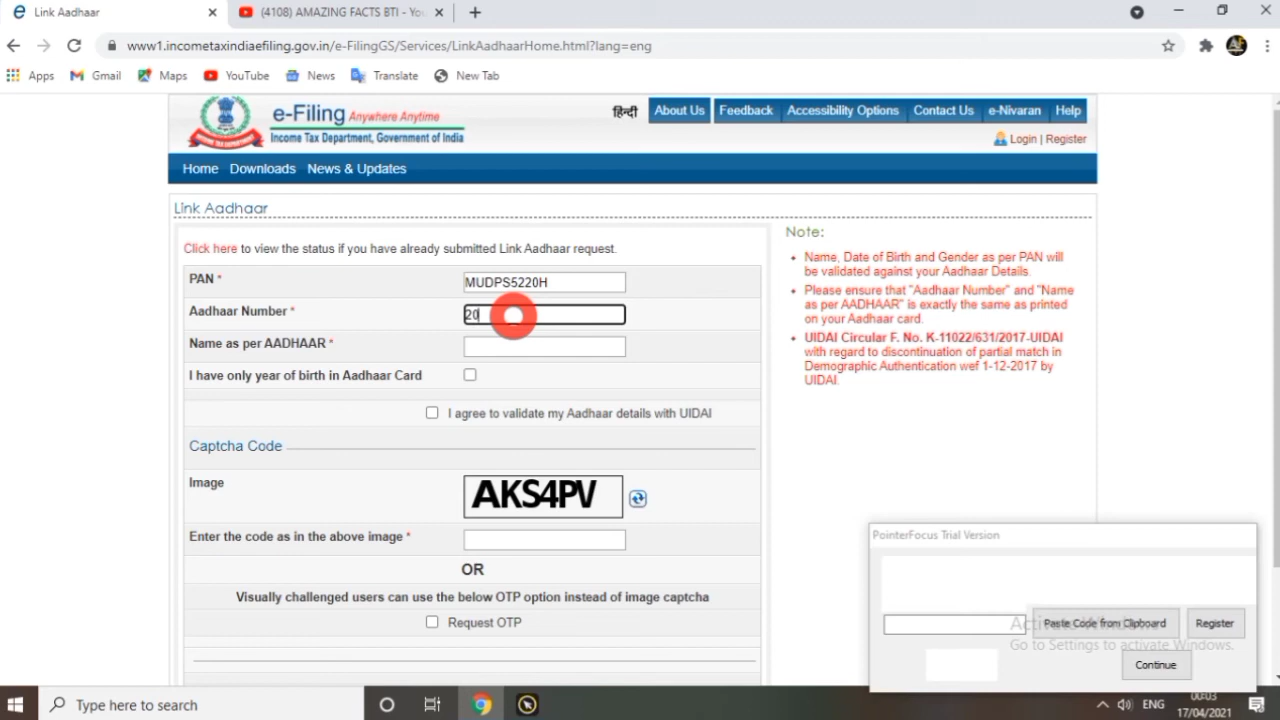 Link Aadhaar
(4108) AMAZING FACTS BTI - You
www1.incometaxindiaefiling.gov.in/e-FilingGS/Services/LinkAadhaarHome.html?lang=eng
Apps Gmail Maps YouTube News Translate New Tab
e-Filing Anywhere Anytime
Income Tax Department, Government of India
हिन्दी About Us Feedback Accessibility Options Contact Us e-Nivaran Help
Login | Register
Home Downloads News & Updates
Link Aadhaar
Click here to view the status if you have already submitted Link Aadhaar request.
PAN * MUDPS5220H
Aadhaar Number * 20
Name as per AADHAAR *
I have only year of birth in Aadhaar Card
I agree to validate my Aadhaar details with UIDAI
Captcha Code
Image AKS4PV
Enter the code as in the above image *
OR
Visually challenged users can use the below OTP option instead of image captcha
Request OTP
Note:
Name, Date of Birth and Gender as per PAN will
be validated against your Aadhaar Details.
Please ensure that "Aadhaar Number" and "Name
as per AADHAAR" is exactly the same as printed
on your Aadhaar card.
UIDAI Circular F. No. K-11022/631/2017-UIDAI
with regard to discontinuation of partial match in
Demographic Authentication wef 1-12-2017 by
UIDAI.
PointerFocus Trial Version
Paste Code from Clipboard Register
Activate Windows
Go to Settings to activate Windows.
Continue
Type here to search
ENG
00:03
17/04/2021